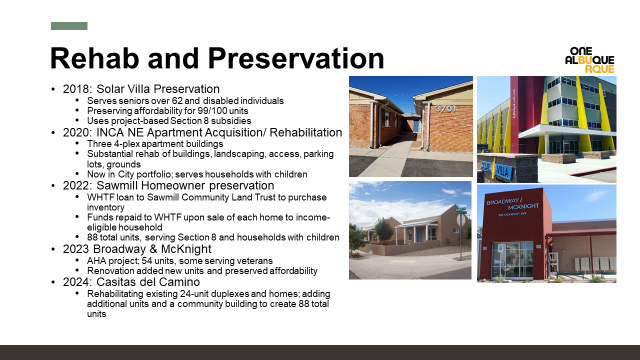 Rehab and Preservation
ONE
ALBUQUE
RQUE
• 2018: Solar Villa Preservation
• Serves seniors over 62 and disabled individuals
• Preserving affordability for 99/100 units
• Uses project-based Section 8 subsidies
• 2020: INCA NE Apartment Acquisition/ Rehabilitation
• Three 4-plex apartment buildings
• Substantial rehab of buildings, landscaping, access, parking
lots, grounds
• Now in City portfolio; serves households with children
• 2022: Sawmill Homeowner preservation
• WHTF loan to Sawmill Community Land Trust to purchase
inventory
• Funds repaid to WHTF upon sale of each home to income-
eligible household
• 88 total units, serving Section 8 and households with children
• 2023 Broadway & McKnight
• AHA project; 54 units, some serving veterans
• Renovation added new units and preserved affordability
• 2024: Casitas del Camino
• Rehabilitating existing 24-unit duplexes and homes; adding
additional units and a community building to create 88 total
units
BROADWAY /
MCKNIGHT